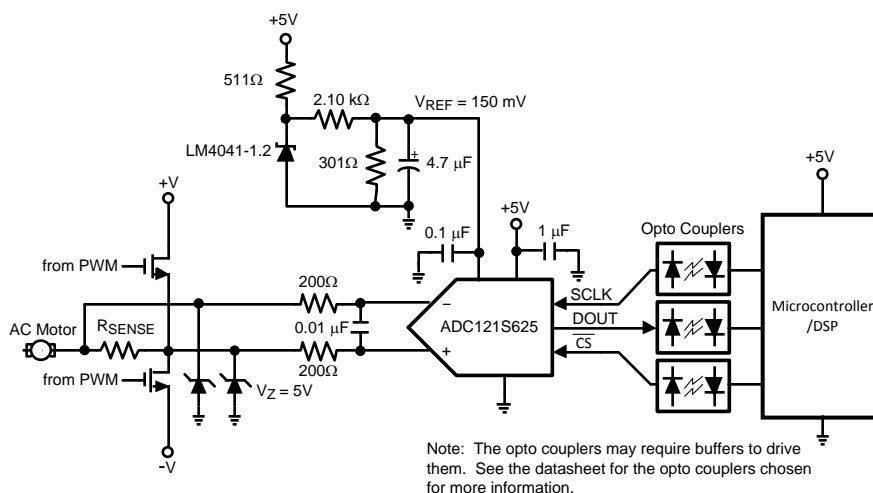 +5V
511Ω
2.10 kΩ
VREF = 150 mV
LM4041-1.2
301Ω
4.7 μF
+
+V
+5V
+5V
0.1 μF
1 μF
Opto Couplers
from PWM
200Ω
SCLK
AC Motor
RSENSE
0.01 μF
−
ADC121S625
DOUT
Microcontroller
/DSP
+
CS
from PWM
VZ = 5V
200Ω
-V
Note: The opto couplers may require buffers to drive
them. See the datasheet for the opto couplers chosen
for more information.